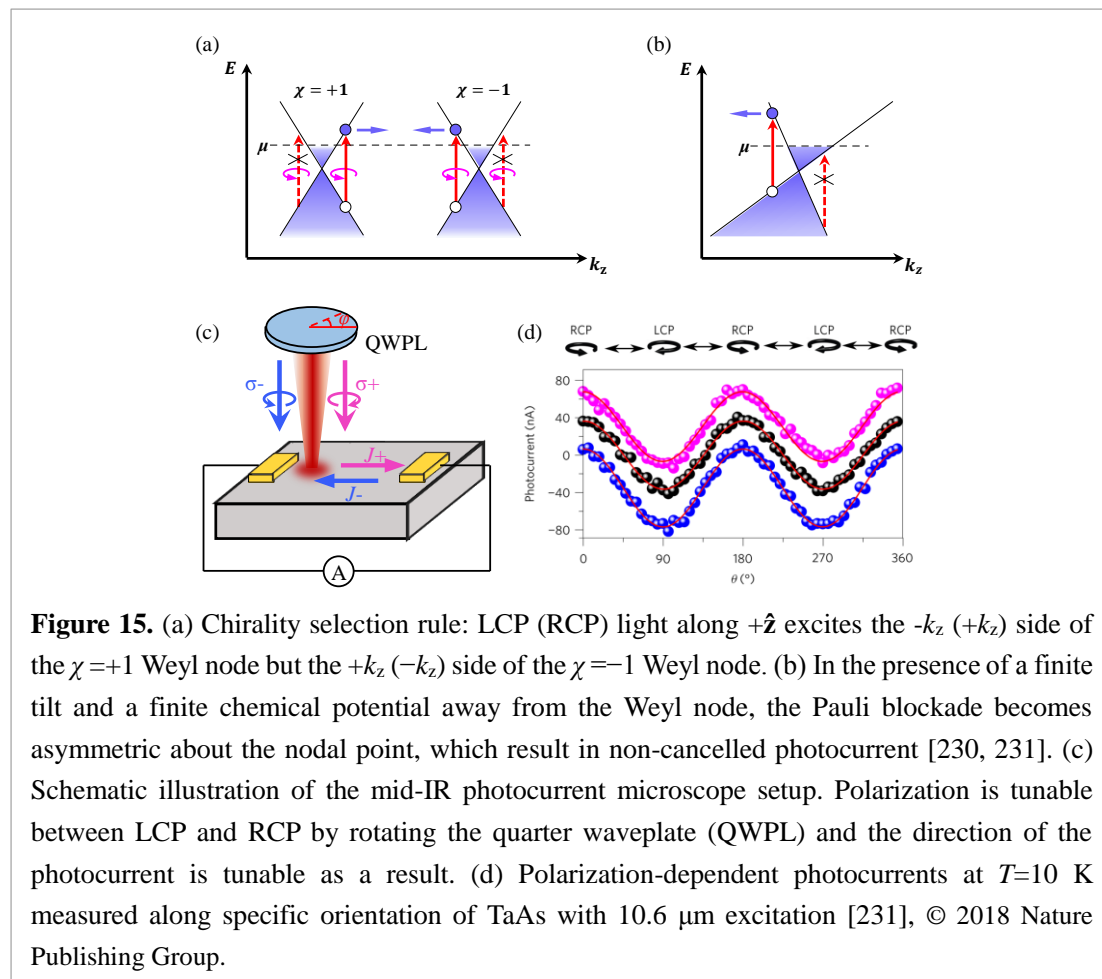 (a)
(b)
E
χ = +1
χ = −1
μ
k_z
E
μ
k_z
(c)
φ
QWPL
σ-
σ+
J+
J-
A
(d)
RCP LCP RCP LCP RCP
Photocurrent (nA)
80
40
0
−40
−80
0 90 180 270 360
θ (°)
Figure 15. (a) Chirality selection rule: LCP (RCP) light along +ẑ excites the -k_z (+k_z) side of
the χ =+1 Weyl node but the +k_z (−k_z) side of the χ =−1 Weyl node. (b) In the presence of a finite
tilt and a finite chemical potential away from the Weyl node, the Pauli blockade becomes
asymmetric about the nodal point, which result in non-cancelled photocurrent [230, 231]. (c)
Schematic illustration of the mid-IR photocurrent microscope setup. Polarization is tunable
between LCP and RCP by rotating the quarter waveplate (QWPL) and the direction of the
photocurrent is tunable as a result. (d) Polarization-dependent photocurrents at T=10 K
measured along specific orientation of TaAs with 10.6 μm excitation [231], © 2018 Nature
Publishing Group.